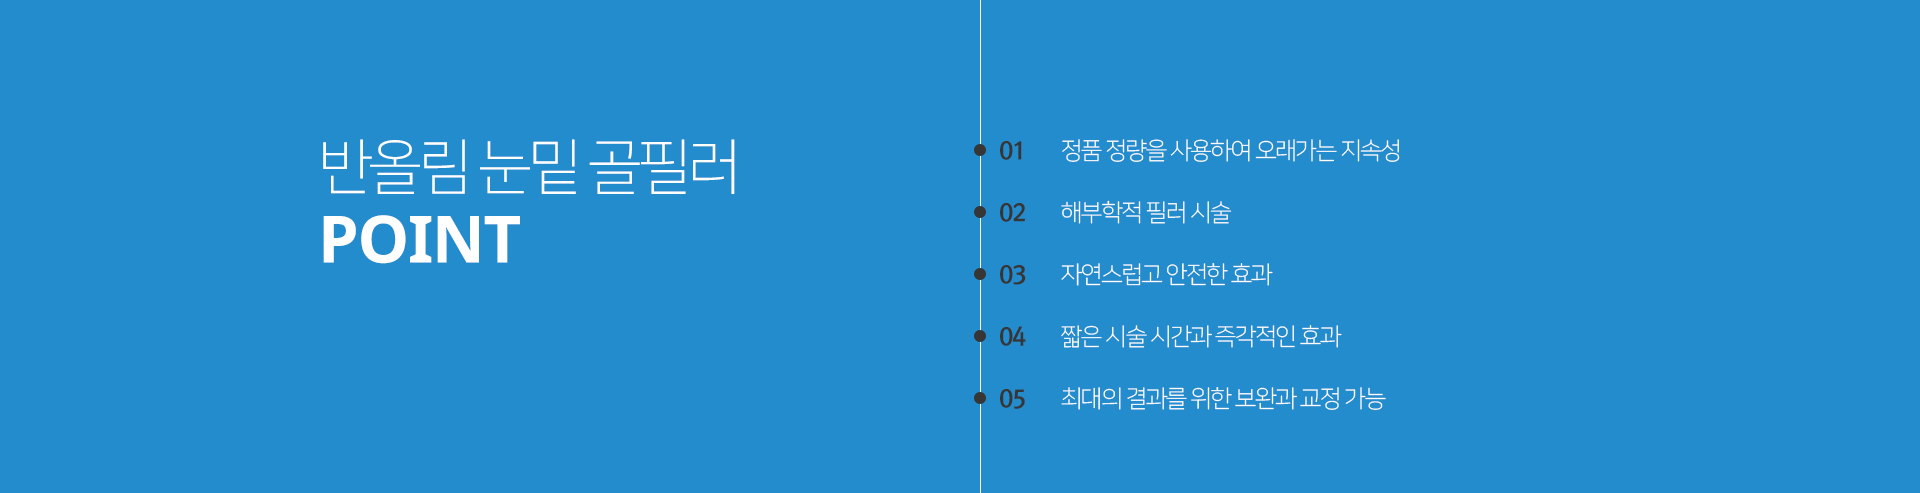 반올림 눈밑 골필러
POINT
01 정품 정량을 사용하여 오래가는 지속성
02 해부학적 필러 시술
03 자연스럽고 안전한 효과
04 짧은 시술 시간과 즉각적인 효과
05 최대의 결과를 위한 보완과 교정 가능